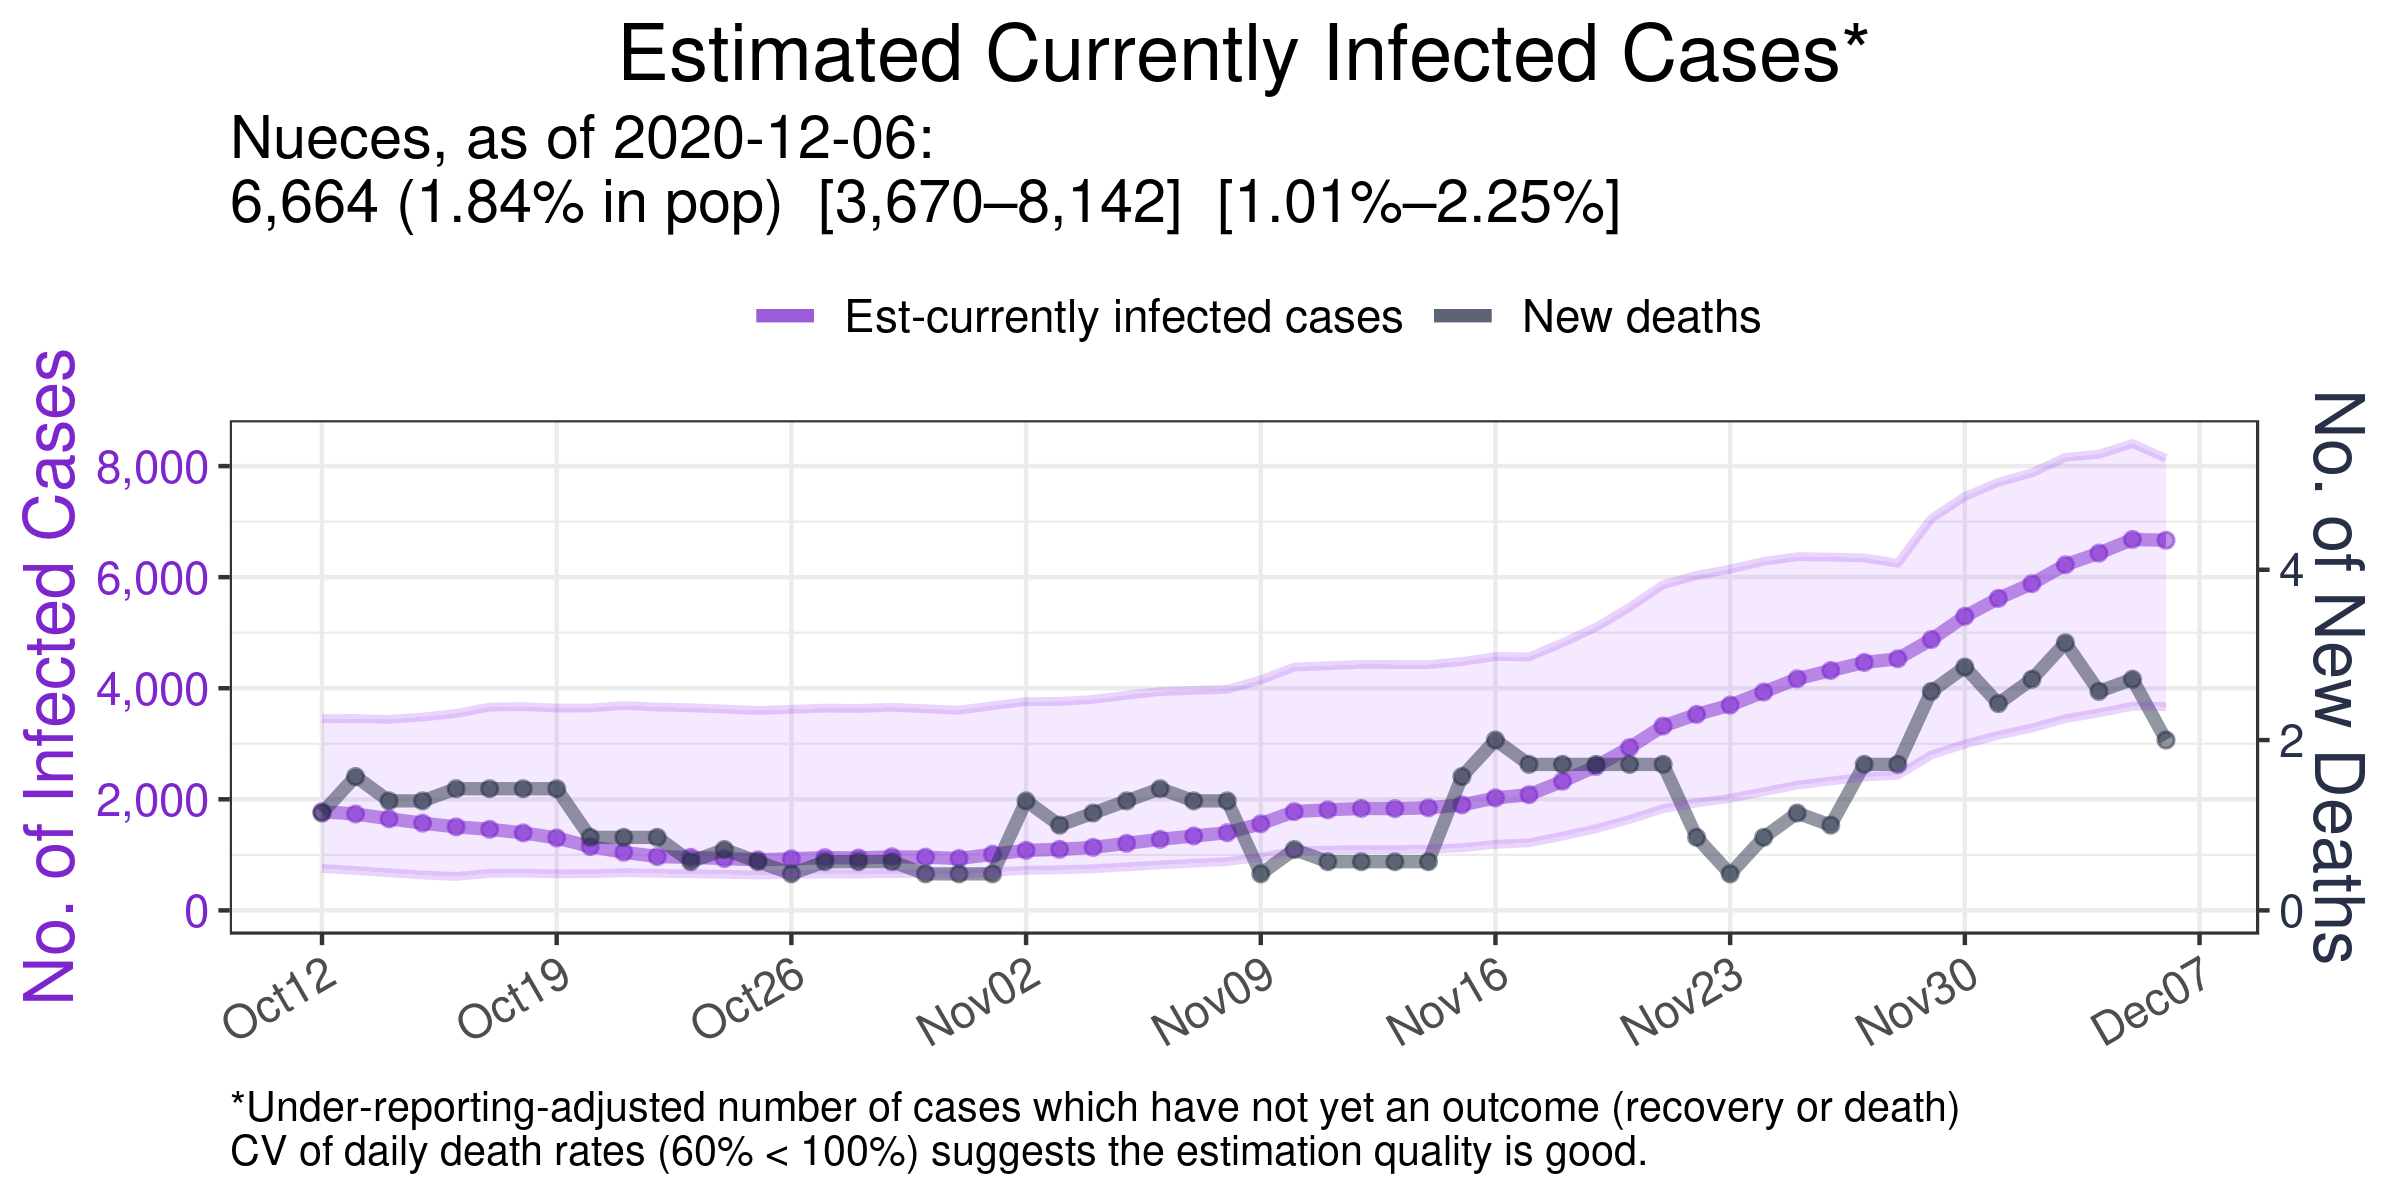 Estimated Currently Infected Cases*
Nueces, as of 2020-12-06:
6,664 (1.84% in pop) [3,670–8,142] [1.01%–2.25%]
Est-currently infected cases
New deaths
No. of Infected Cases
8,000
6,000
4,000
2,000
0
No. of New Deaths
4
2
0
Oct12
Oct19
Oct26
Nov02
Nov09
Nov16
Nov23
Nov30
Dec07
*Under-reporting-adjusted number of cases which have not yet an outcome (recovery or death)
CV of daily death rates (60% < 100%) suggests the estimation quality is good.